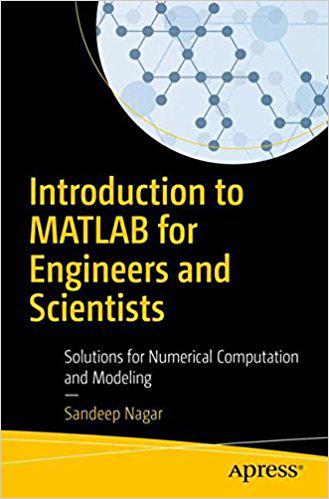 Introduction to
MATLAB for
Engineers and
Scientists
Solutions for Numerical Computation
and Modeling
—
Sandeep Nagar
Apress®